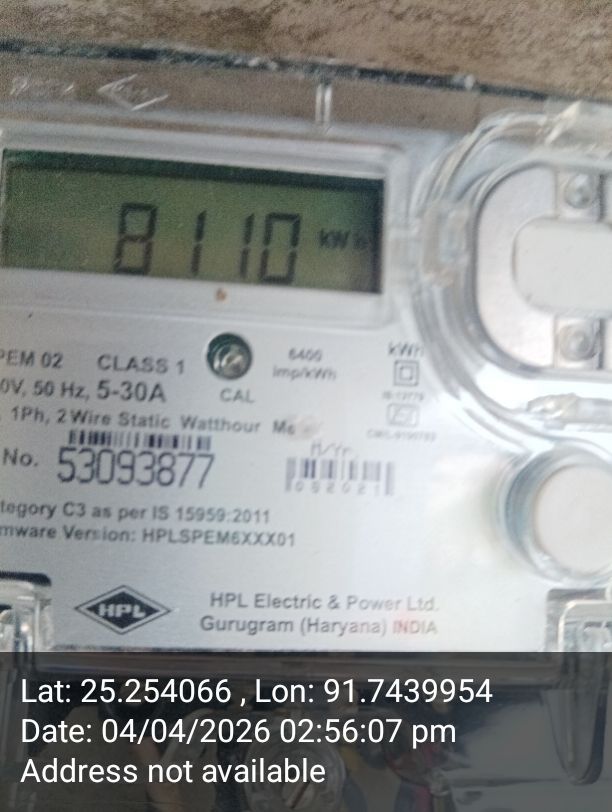 8110 kWh
PEM 02 CLASS 1
0V, 50 Hz, 5-30A
CAL
6400
Imp/kWh
kWh
1Ph, 2 Wire Static Watthour
No. 53093877
M/Yr.
052021
tegory C3 as per IS 15959:2011
mware Version: HPLSPEM6XXX01
HPL
HPL Electric & Power Ltd.
Gurugram (Haryana) INDIA
Lat: 25.254066 , Lon: 91.7439954
Date: 04/04/2026 02:56:07 pm
Address not available